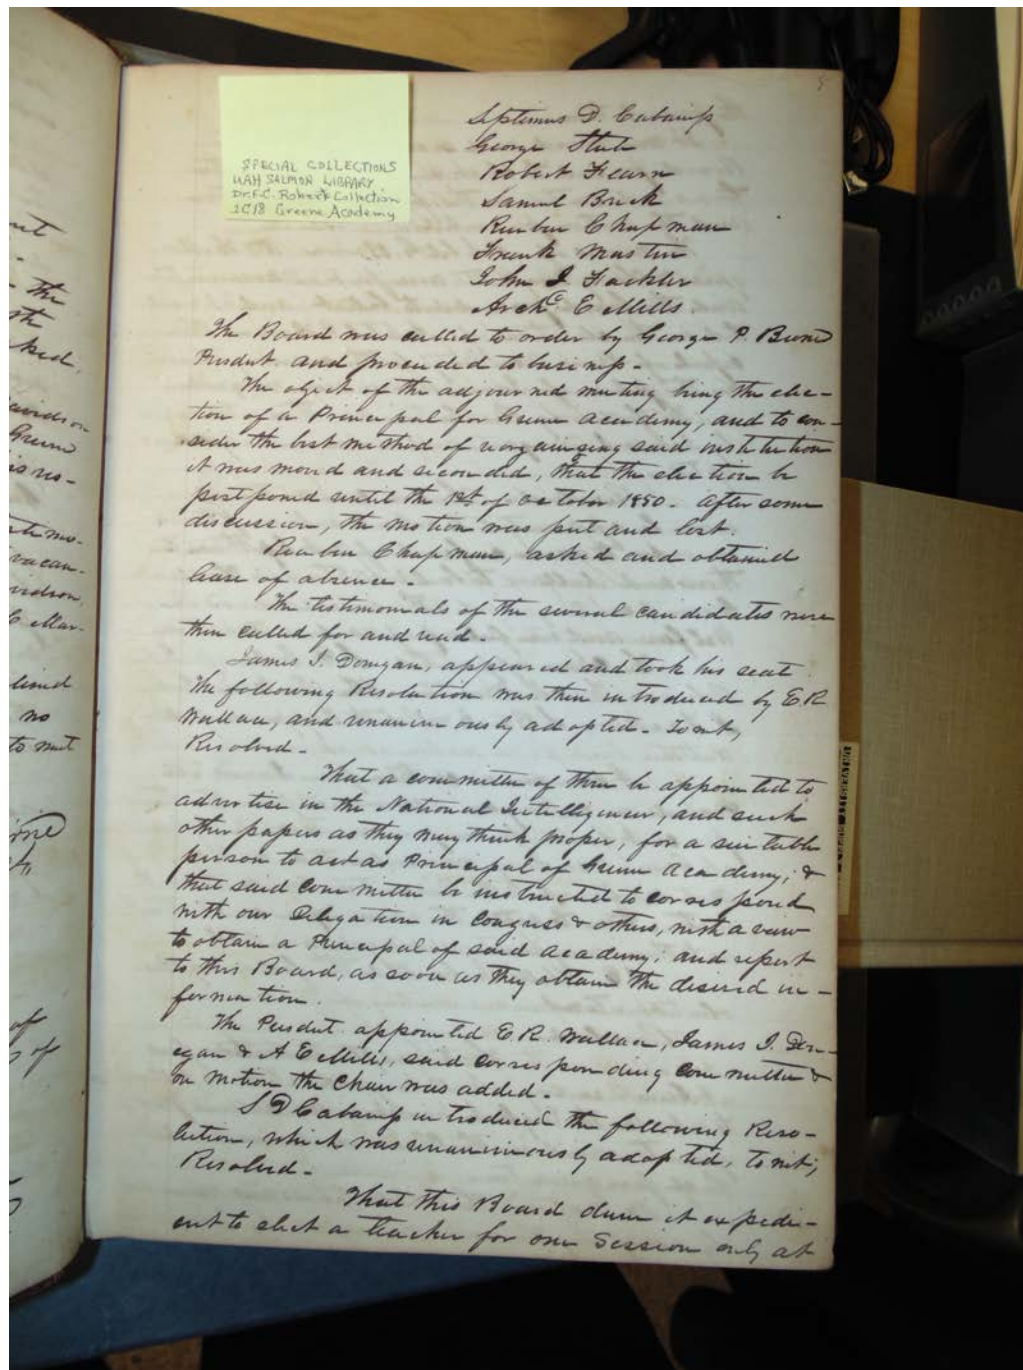 SPECIAL COLLECTIONS
UAH SALMON LIBRARY
Dr. F.C. Roberts Collection
2C18 Greene Academy
Septimus D. Cabaniss
George Steele
Robert Fearn
Samuel Breck
Reuben Chapman
Frank Mastin
John J. Fackler
Archd E Mills.
The Board was called to order by George P. Beirne
Presdnt. and proceeded to business.
The object of the adjourned meeting being the elec-
tion of a Principal for Greene Academy, and to con-
sider the best method of reorganizing said institution
it was moved and seconded, that the election be
postponed until the 1st of October 1850. After some
discussion, the motion was put and lost.
Reuben Chapman, asked and obtained
leave of absence.
The testimonials of the several candidates were
then called for and read.
James J. Donegan, appeared and took his seat.
The following Resolution was then introduced by E.R.
Wallace, and unanimously adopted. Towit,
Resolved.
That a committee of three be appointed to
advertise in the National Intelligencer, and such
other papers as they may think proper, for a suitable
person to act as Principal of Greene Academy; &
that said committee be instructed to correspond
with our Delegation in Congress & others, with a view
to obtain a Principal of said academy; and report
to this Board, as soon as they obtain the desired in-
formation.
The Presdnt. appointed E.R. Wallace, James J. Don-
egan & A E Mills, said corresponding committee &
on motion the Chair was added.
S D Cabaniss introduced the following Reso-
lution, which was unanimously adopted, towit;
Resolved.
That this Board deem it expedi-
ent to elect a teacher for one Session only at